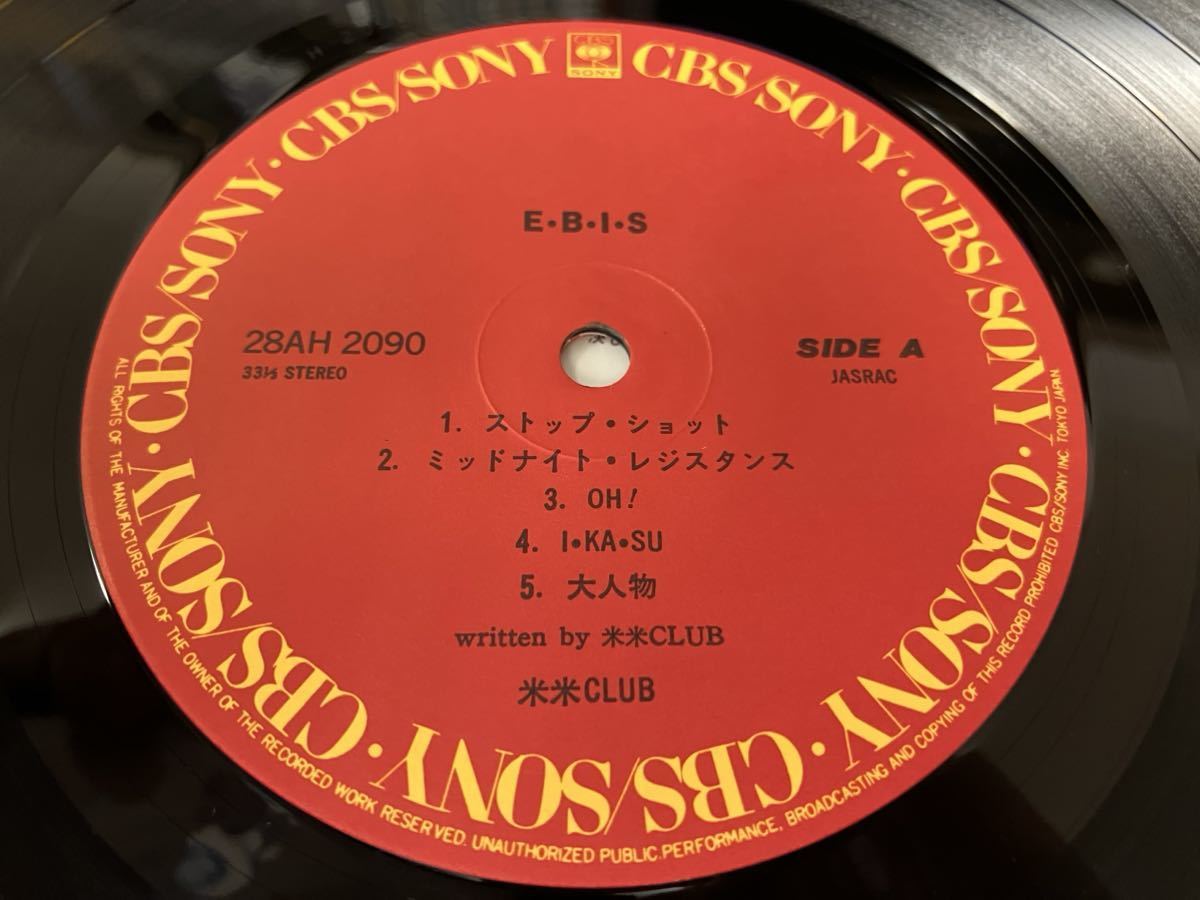 CBS
SONY
CBS/SONY · CBS/SONY · CBS/SONY · CBS/SONY · CBS/SONY · CBS/SONY · CBS/SONY · CBS/SONY · CBS/SONY
E・B・I・S
28AH 2090
SIDE A
33⅓ STEREO
JASRAC
1. ストップ・ショット
2. ミッドナイト・レジスタンス
3. OH!
4. I・KA・SU
5. 大人物
written by 米米CLUB
米米CLUB
ALL RIGHTS OF THE MANUFACTURER AND OF THE OWNER OF THE RECORDED WORK RESERVED. UNAUTHORIZED PUBLIC PERFORMANCE, BROADCASTING AND COPYING OF THIS RECORD PROHIBITED CBS/SONY INC. TOKYO JAPAN